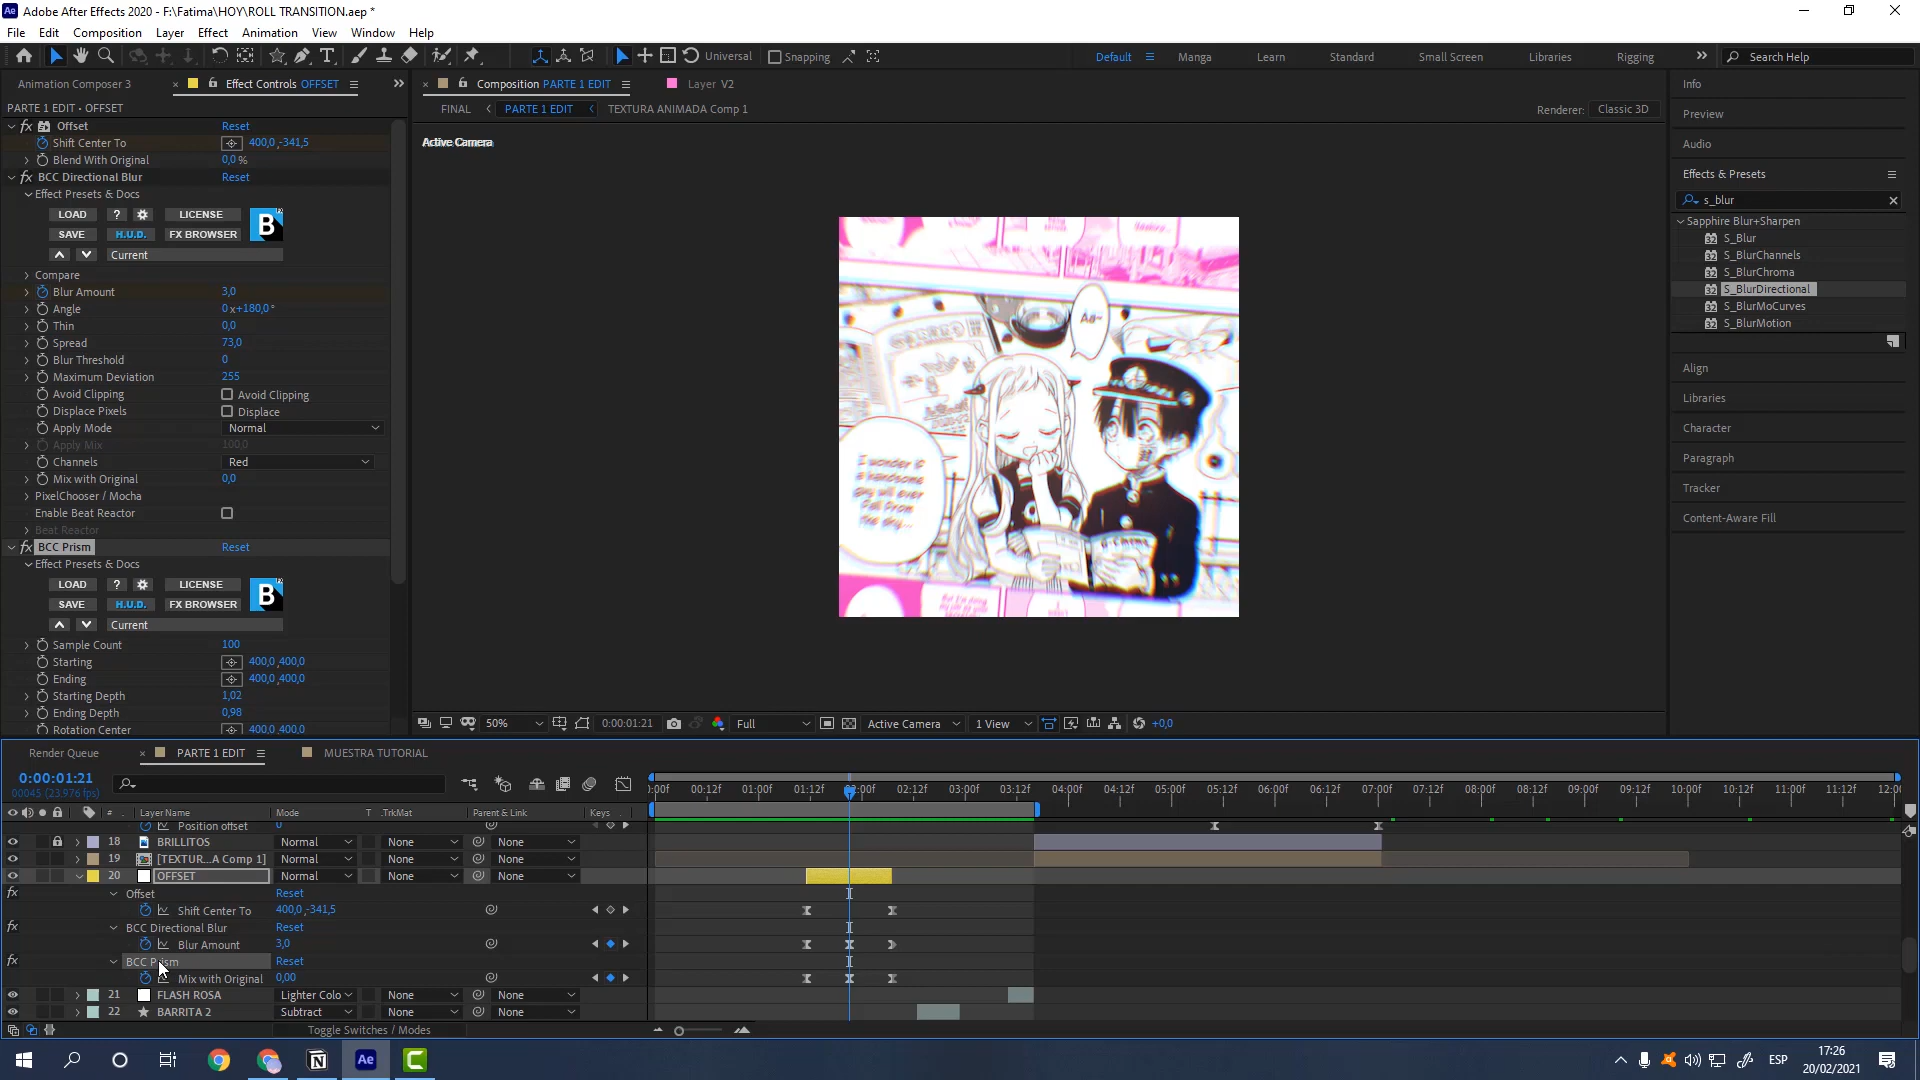 Adobe After Effects 2020 - F:\Fatima\HOY\ROLL TRANSITION.aep *
File Edit Composition Layer Effect Animation View Window Help
Universal Snapping Default Manga Learn Standard Small Screen Libraries Rigging Search Help
Animation Composer 3 Effect Controls OFFSET
Composition PARTE 1 EDIT Layer V2
FINAL PARTE 1 EDIT TEXTURA ANIMADA Comp 1
Renderer: Classic 3D
Active Camera
PARTE 1 EDIT • OFFSET
fx Offset Reset
Shift Center To 400,0 ,-341,5
Blend With Original 0,0 %
fx BCC Directional Blur Reset
Effect Presets & Docs
LOAD ? LICENSE
SAVE H.U.D. FX BROWSER
B
Current
Compare
Blur Amount 3,0
Angle 0 x+180,0 °
Thin 0,0
Spread 73,0
Blur Threshold 0
Maximum Deviation 255
Avoid Clipping Avoid Clipping
Displace Pixels Displace
Apply Mode Normal
Apply Mix 100,0
Channels Red
Mix with Original 0,0
PixelChooser / Mocha
Enable Beat Reactor
Beat Reactor
fx BCC Prism Reset
Effect Presets & Docs
LOAD ? LICENSE
SAVE H.U.D. FX BROWSER
B
Current
Sample Count 100
Starting 400,0 ,400,0
Ending 400,0 ,400,0
Starting Depth 1,02
Ending Depth 0,98
Rotation Center 400,0 ,400,0
I wonder if
a handsome
guy will ever
fall from
the sky...
Info
Preview
Audio
Effects & Presets
s_blur
Sapphire Blur+Sharpen
S_Blur
S_BlurChannels
S_BlurChroma
S_BlurDirectional
S_BlurMoCurves
S_BlurMotion
Align
Libraries
Character
Paragraph
Tracker
Content-Aware Fill
50% 0:00:01:21 Full Active Camera 1 View +0,0
Render Queue PARTE 1 EDIT MUESTRA TUTORIAL
0:00:01:21
00045 (23.976 fps)
:00f 00:12f 01:00f 01:12f 02:00f 02:12f 03:00f 03:12f 04:00f 04:12f 05:00f 05:12f 06:00f 06:12f 07:00f 07:12f 08:00f 08:12f 09:00f 09:12f 10:00f 10:12f 11:00f 11:12f 12:00
# Layer Name Mode T .TrkMat Parent & Link Keys
Position offset 0
18 BRILLITOS Normal None None
19 [TEXTUR...A Comp 1] Normal None None
20 OFFSET Normal None None
fx Offset Reset
Shift Center To 400,0 ,-341,5
fx BCC Directional Blur Reset
Blur Amount 3,0
fx BCC Prism Reset
Mix with Original 0,00
21 FLASH ROSA Lighter Colo None None
22 BARRITA 2 Subtract None None
Toggle Switches / Modes
ESP 17:26
20/02/2021